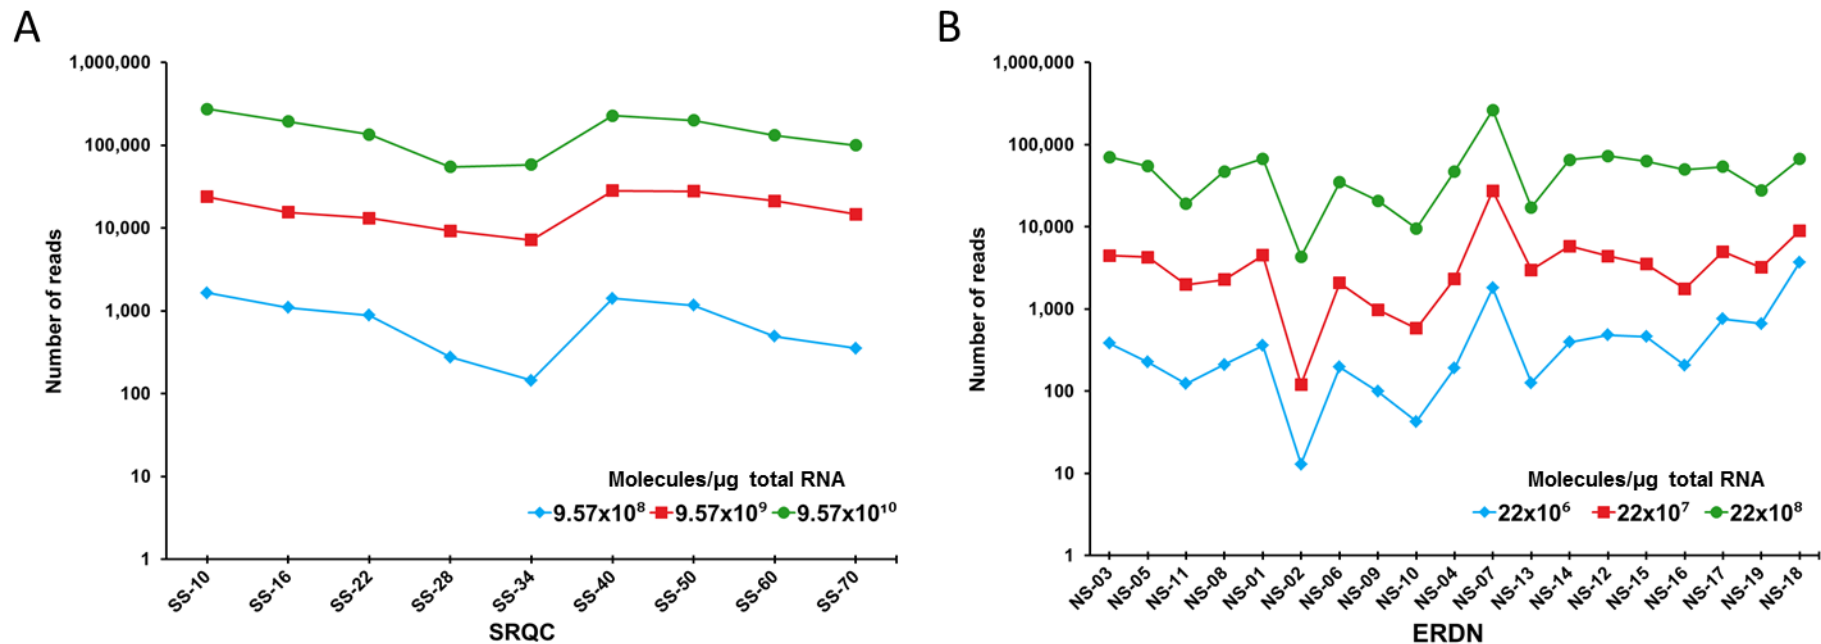 A
1,000,000
100,000
10,000
1,000
100
10
1
Number of reads
Molecules/µg total RNA
9.57x10⁸ 9.57x10⁹ 9.57x10¹⁰
SS-10 SS-16 SS-22 SS-28 SS-34 SS-40 SS-50 SS-60 SS-70
SRQC
B
1,000,000
100,000
10,000
1,000
100
10
1
Number of reads
Molecules/µg total RNA
22x10⁶ 22x10⁷ 22x10⁸
NS-03 NS-05 NS-11 NS-08 NS-01 NS-02 NS-06 NS-09 NS-10 NS-04 NS-07 NS-13 NS-14 NS-12 NS-15 NS-16 NS-17 NS-19 NS-18
ERDN